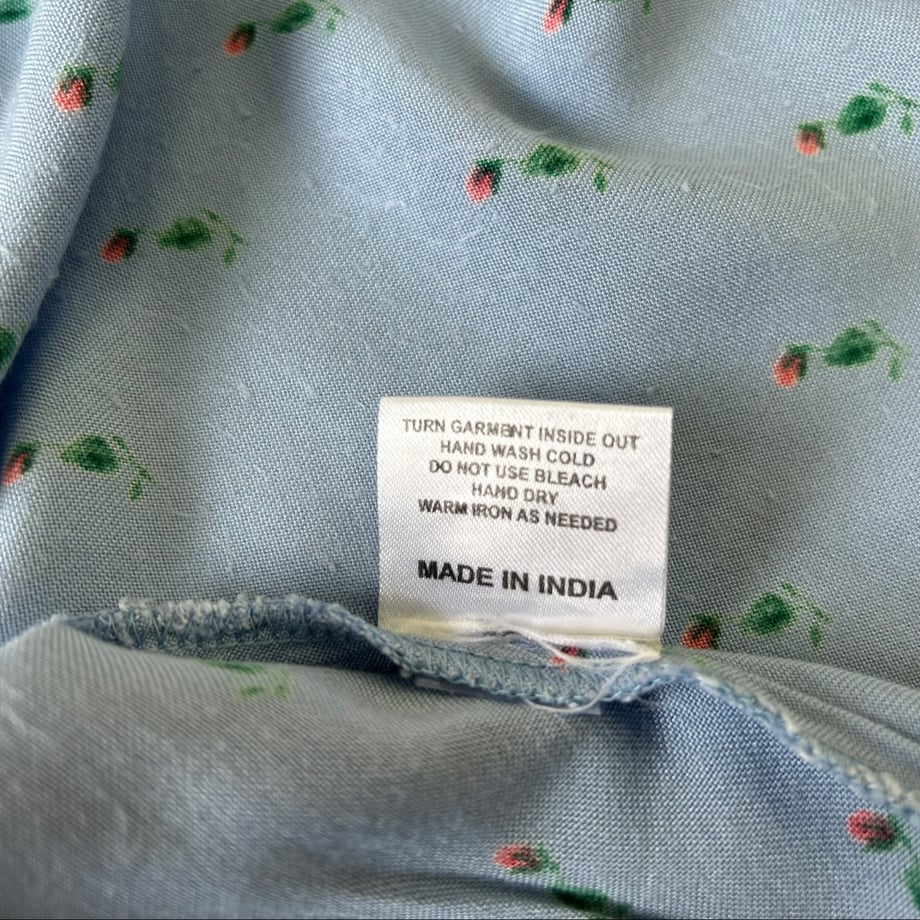 TURN GARMENT INSIDE OUT
HAND WASH COLD
DO NOT USE BLEACH
HAND DRY
WARM IRON AS NEEDED
MADE IN INDIA